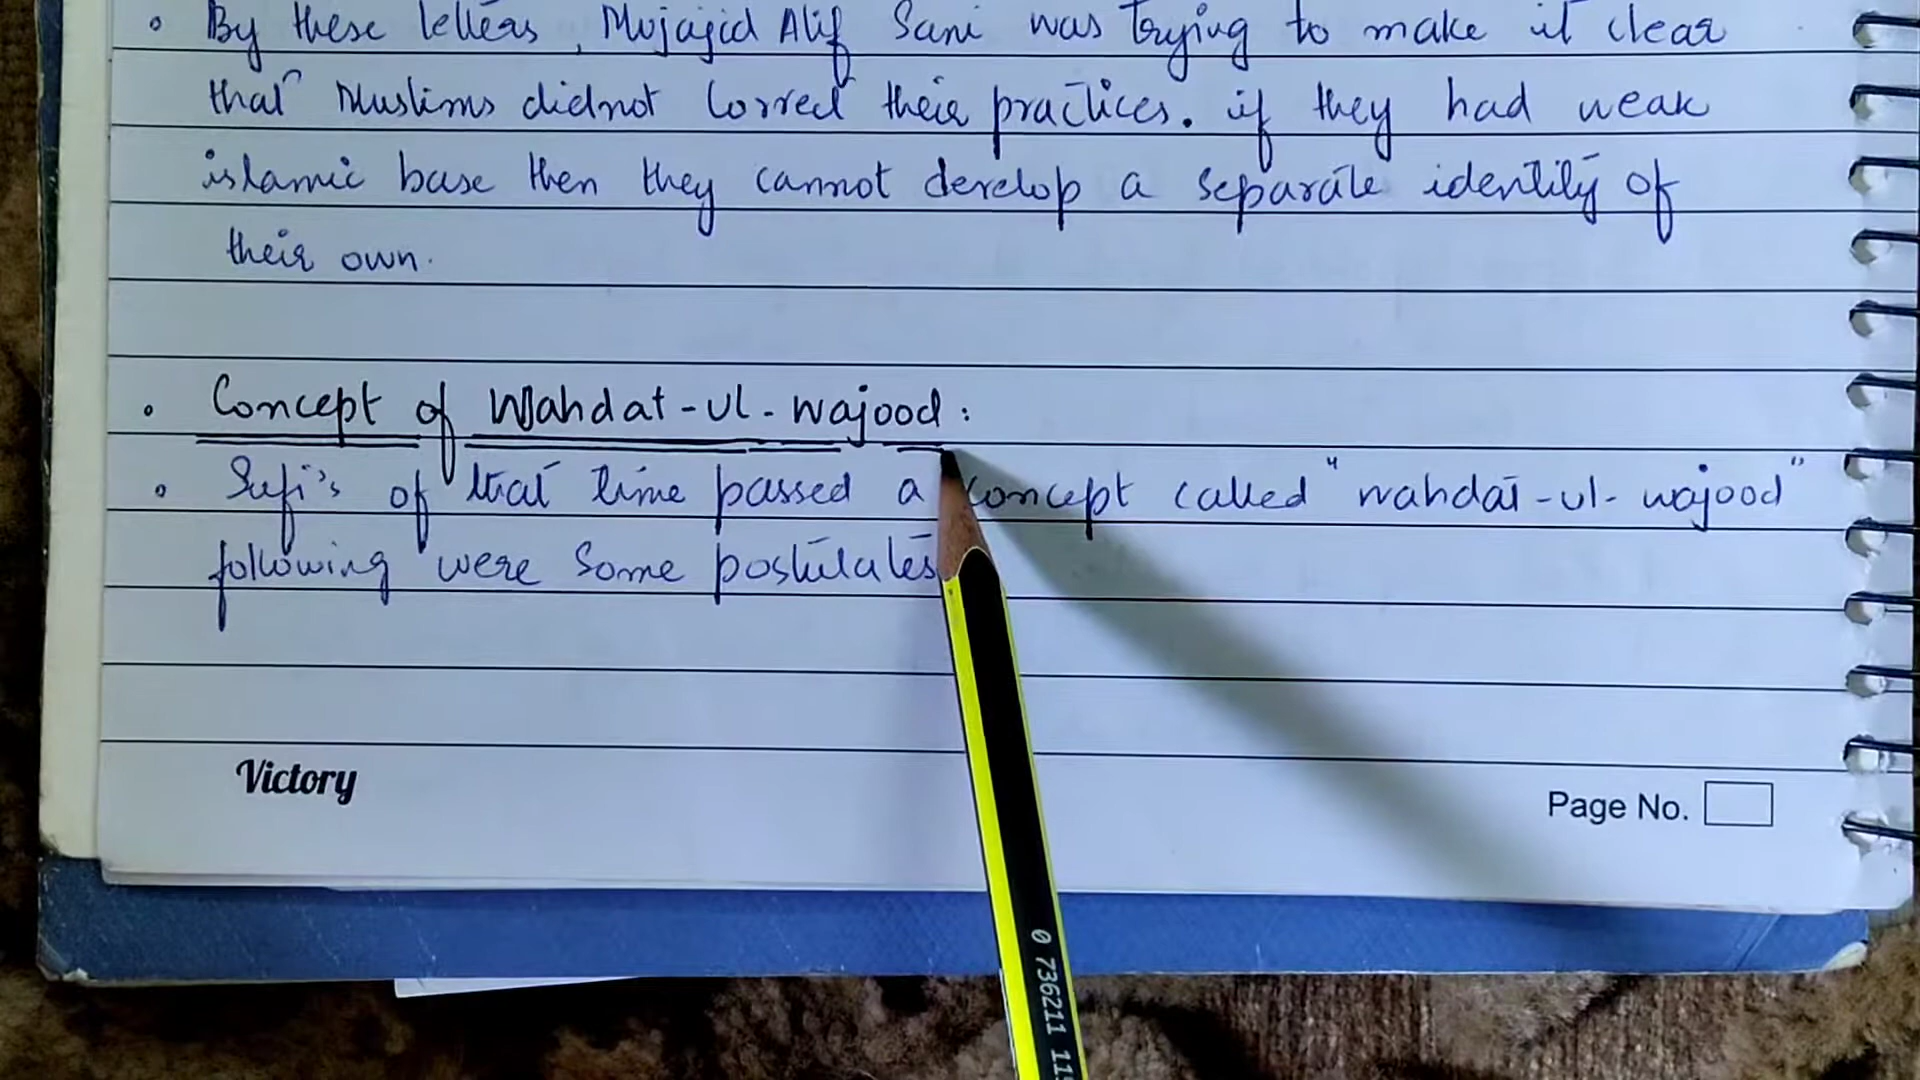 • By these letters, Mujajid Alif Sani was trying to make it clear
that Muslims didnot Correct their practices. if they had weak
islamic base then they cannot develop a separate identity of
their own.
• Concept of Wahdat-ul-wajood:
• Sufi's of that time passed a concept called "wahdat-ul-wajood"
following were some postulates
Victory
Page No.
0 736211 11